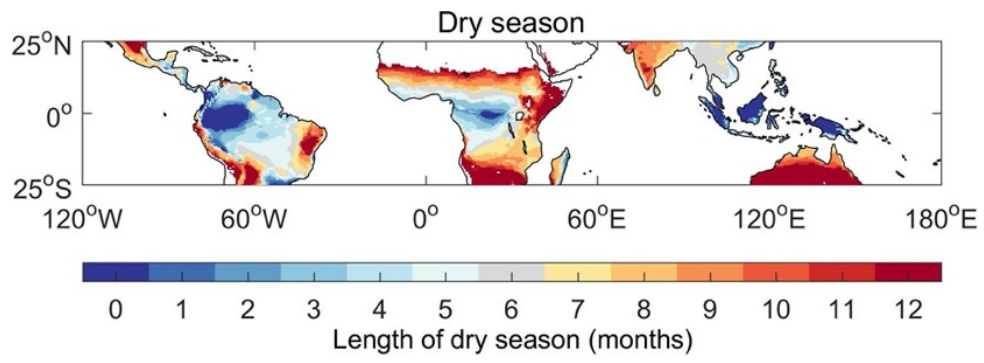 Dry season
25°N
0°
25°S
120°W 60°W 0° 60°E 120°E 180°E
0 1 2 3 4 5 6 7 8 9 10 11 12
Length of dry season (months)